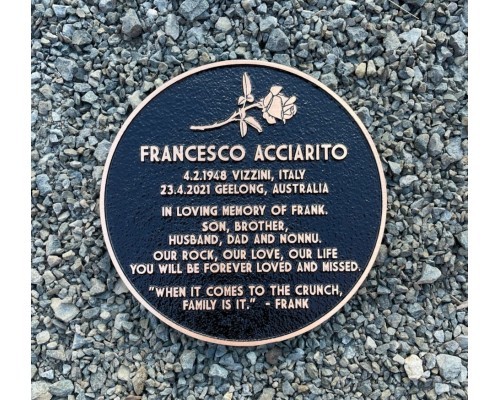 FRANCESCO ACCIARITO
4.2.1948 VIZZINI, ITALY
23.4.2021 GEELONG, AUSTRALIA
IN LOVING MEMORY OF FRANK.
SON, BROTHER,
HUSBAND, DAD AND NONNU.
OUR ROCK, OUR LOVE, OUR LIFE
YOU WILL BE FOREVER LOVED AND MISSED.
"WHEN IT COMES TO THE CRUNCH,
FAMILY IS IT." - FRANK